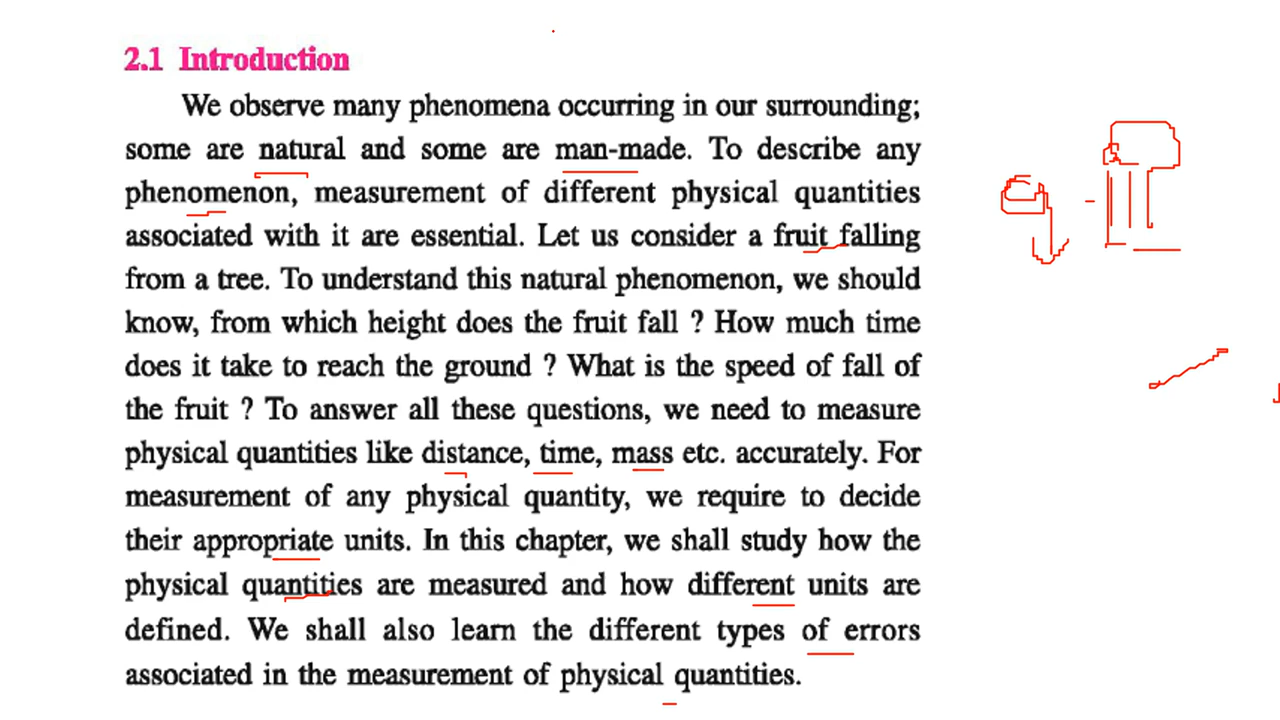 2.1 Introduction
We observe many phenomena occurring in our surrounding;
some are natural and some are man-made. To describe any
phenomenon, measurement of different physical quantities
associated with it are essential. Let us consider a fruit falling
from a tree. To understand this natural phenomenon, we should
know, from which height does the fruit fall ? How much time
does it take to reach the ground ? What is the speed of fall of
the fruit ? To answer all these questions, we need to measure
physical quantities like distance, time, mass etc. accurately. For
measurement of any physical quantity, we require to decide
their appropriate units. In this chapter, we shall study how the
physical quantities are measured and how different units are
defined. We shall also learn the different types of errors
associated in the measurement of physical quantities.